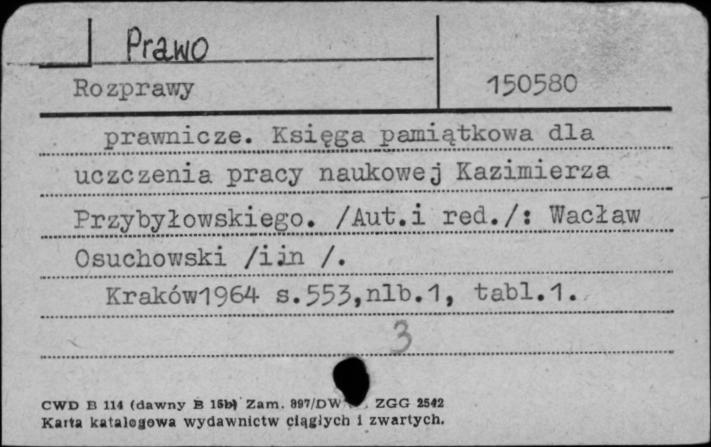 Prawo
Rozprawy 150580
prawnicze. Księga pamiątkowa dla
uczczenia pracy naukowej Kazimierza
Przybyłowskiego. /Aut.i red./: Wacław
Osuchowski /i in /.
Kraków1964 s.553,nlb.1, tabl.1.
3
CWD B 114 (dawny B 15b) Zam. 997/DW ZGG 2542
Karta katalogowa wydawnictw ciągłych i zwartych.